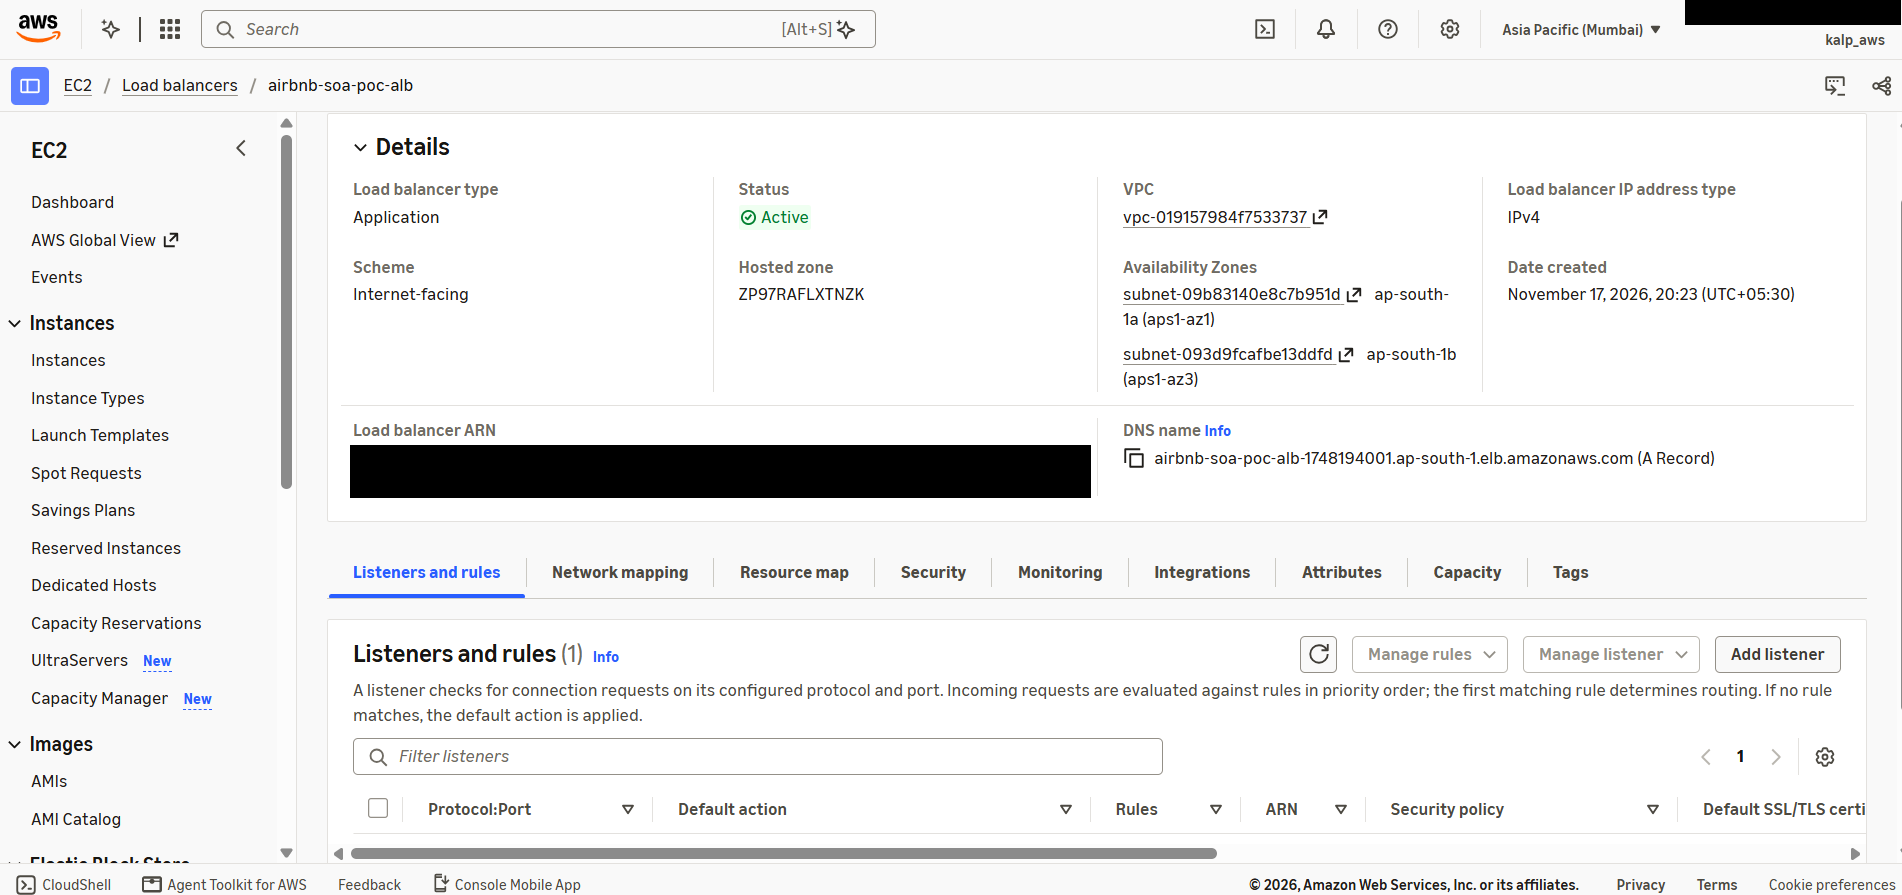 aws
Search [Alt+S]
Asia Pacific (Mumbai)
kalp_aws
EC2 / Load balancers / airbnb-soa-poc-alb
EC2
Dashboard
AWS Global View
Events
Instances
Instances
Instance Types
Launch Templates
Spot Requests
Savings Plans
Reserved Instances
Dedicated Hosts
Capacity Reservations
UltraServers New
Capacity Manager New
Images
AMIs
AMI Catalog
Elastic Block Store
Details
Load balancer type
Application
Status
Active
VPC
vpc-019157984f7533737
Load balancer IP address type
IPv4
Scheme
Internet-facing
Hosted zone
ZP97RAFLXTNZK
Availability Zones
subnet-09b83140e8c7b951d ap-south-
1a (aps1-az1)
subnet-093d9fcafbe13ddfd ap-south-1b
(aps1-az3)
Date created
November 17, 2026, 20:23 (UTC+05:30)
Load balancer ARN
DNS name Info
airbnb-soa-poc-alb-1748194001.ap-south-1.elb.amazonaws.com (A Record)
Listeners and rules
Network mapping
Resource map
Security
Monitoring
Integrations
Attributes
Capacity
Tags
Listeners and rules (1) Info
Manage rules
Manage listener
Add listener
A listener checks for connection requests on its configured protocol and port. Incoming requests are evaluated against rules in priority order; the first matching rule determines routing. If no rule
matches, the default action is applied.
Filter listeners
1
Protocol:Port
Default action
Rules
ARN
Security policy
Default SSL/TLS certi
CloudShell
Agent Toolkit for AWS
Feedback
Console Mobile App
© 2026, Amazon Web Services, Inc. or its affiliates.
Privacy
Terms
Cookie preferences